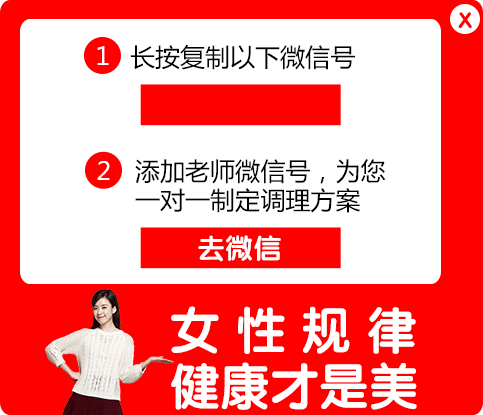 X
1 长按复制以下微信号
2 添加老师微信号，为您
一对一制定调理方案
去微信
女性规律
健康才是美